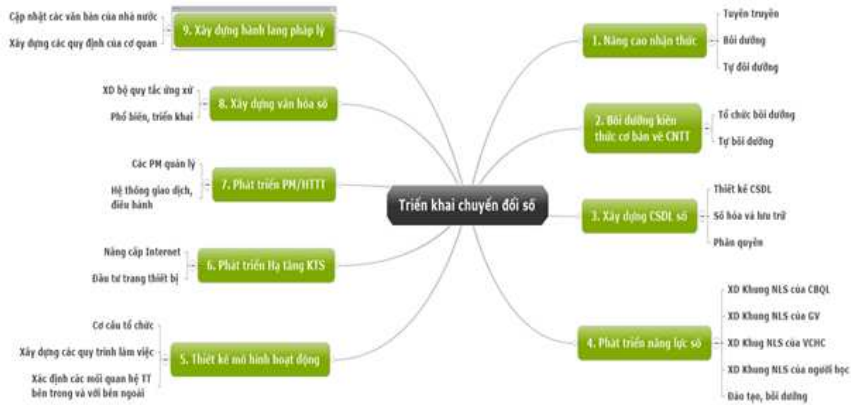 Triển khai chuyển đổi số
1. Nâng cao nhận thức
Tuyên truyền
Bồi dưỡng
Tự đồi dưỡng
2. Bồi dưỡng kiến
thức cơ bản về CNTT
Tổ chức bồi dưỡng
Tự bồi dưỡng
3. Xây dựng CSDL số
Thiết kế CSDL
Số hóa và lưu trữ
Phân quyền
4. Phát triển năng lực số
XD Khung NLS của CBQL
XD Khung NLS của GV
XD Khug NLS của VCHC
XD Khung NLS của người học
Đào tạo, bồi dưỡng
5. Thiết kế mô hình hoạt động
Cơ cấu tổ chức
Xây dựng các quy trình làm việc
Xác định các mối quan hệ TT
bên trong và với bên ngoài
6. Phát triển Hạ tầng KTS
Nâng cấp Internet
Đầu tư trang thiết bị
7. Phát triển PM/HTTT
Các PM quản lý
Hệ thống giao dịch,
điều hành
8. Xây dựng văn hóa số
XD bộ quy tắc ứng xử
Phổ biến, triển khai
9. Xây dựng hành lang pháp lý
Cập nhật các văn bản của nhà nước
Xây dựng các quy định của cơ quan